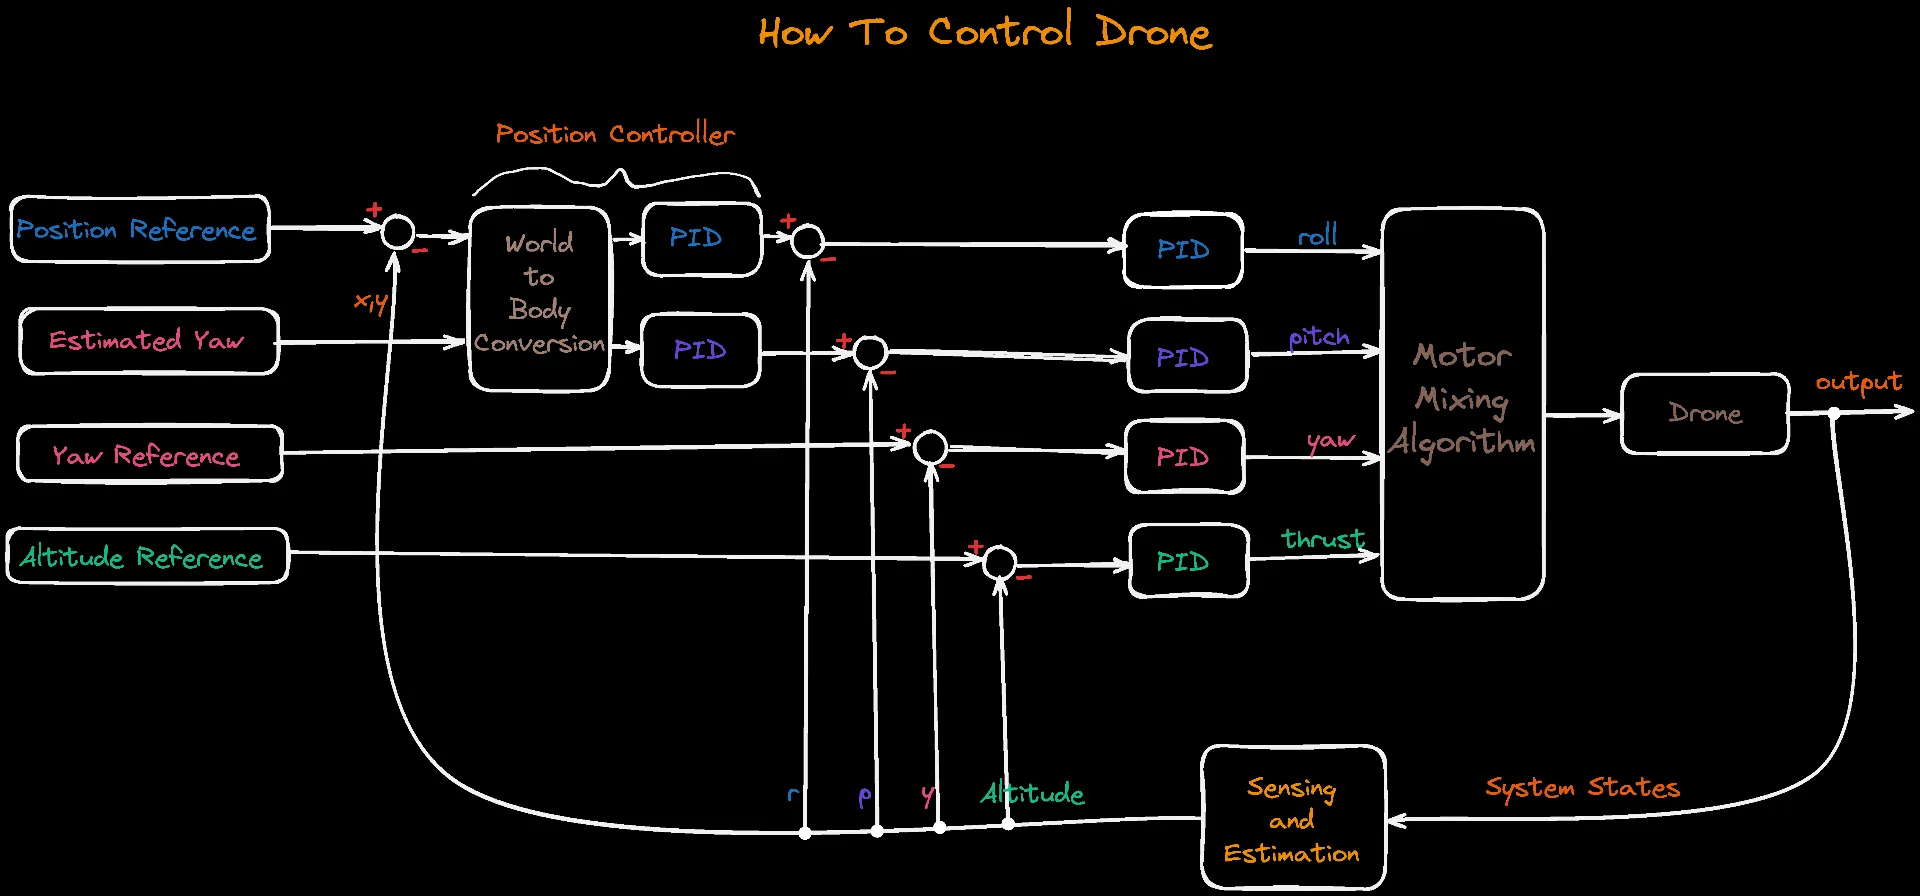 How To Control Drone
Position Controller
Position Reference
+
-
World
to
Body
Conversion
PID
+
-
PID
roll
x,y
Estimated Yaw
PID
+
-
PID
pitch
Motor
Mixing
Algorithm
Drone
output
Yaw Reference
+
-
PID
yaw
Altitude Reference
+
-
PID
thrust
r
p
y
Altitude
Sensing
and
Estimation
System States